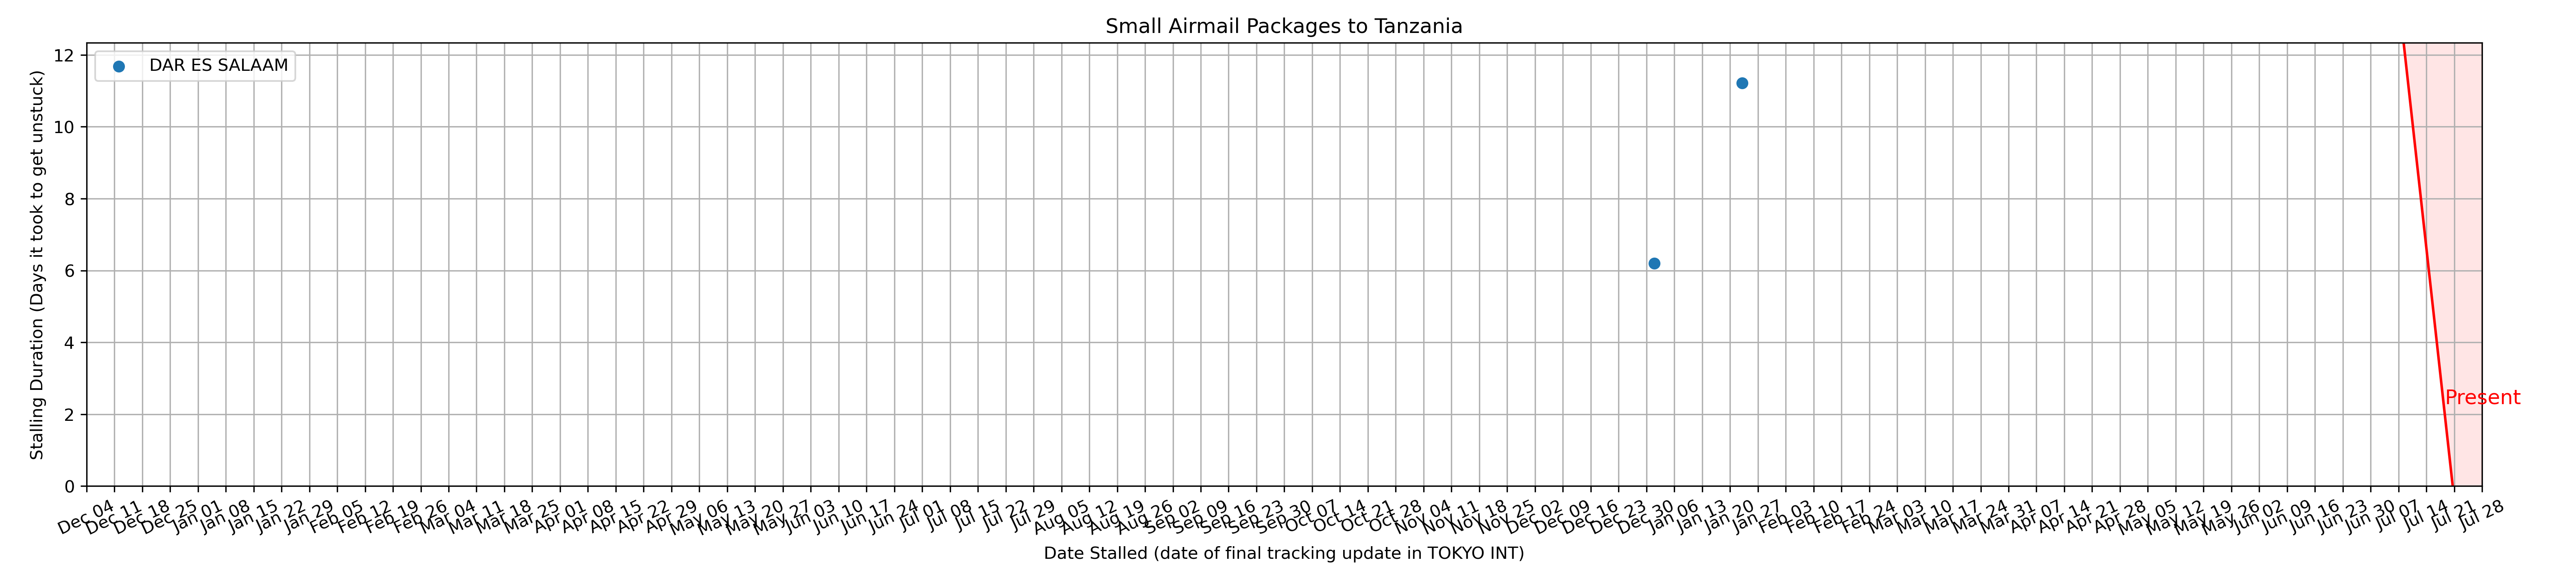 Small Airmail Packages to Tanzania
DAR ES SALAAM
Stalling Duration (Days it took to get unstuck)
12
10
8
6
4
2
0
Present
Dec 04 Dec 11 Dec 18 Dec 25 Jan 01 Jan 08 Jan 15 Jan 22 Jan 29 Feb 05 Feb 12 Feb 19 Feb 26 Mar 04 Mar 11 Mar 18 Mar 25 Apr 01 Apr 08 Apr 15 Apr 22 Apr 29 May 06 May 13 May 20 May 27 Jun 03 Jun 10 Jun 17 Jun 24 Jul 01 Jul 08 Jul 15 Jul 22 Jul 29 Aug 05 Aug 12 Aug 19 Aug 26 Sep 02 Sep 09 Sep 16 Sep 23 Sep 30 Oct 07 Oct 14 Oct 21 Oct 28 Nov 04 Nov 11 Nov 18 Nov 25 Dec 02 Dec 09 Dec 16 Dec 23 Dec 30 Jan 06 Jan 13 Jan 20 Jan 27 Feb 03 Feb 10 Feb 17 Feb 24 Mar 03 Mar 10 Mar 17 Mar 24 Mar 31 Apr 07 Apr 14 Apr 21 Apr 28 May 05 May 12 May 19 May 26 Jun 02 Jun 09 Jun 16 Jun 23 Jun 30 Jul 07 Jul 14 Jul 21 Jul 28
Date Stalled (date of final tracking update in TOKYO INT)